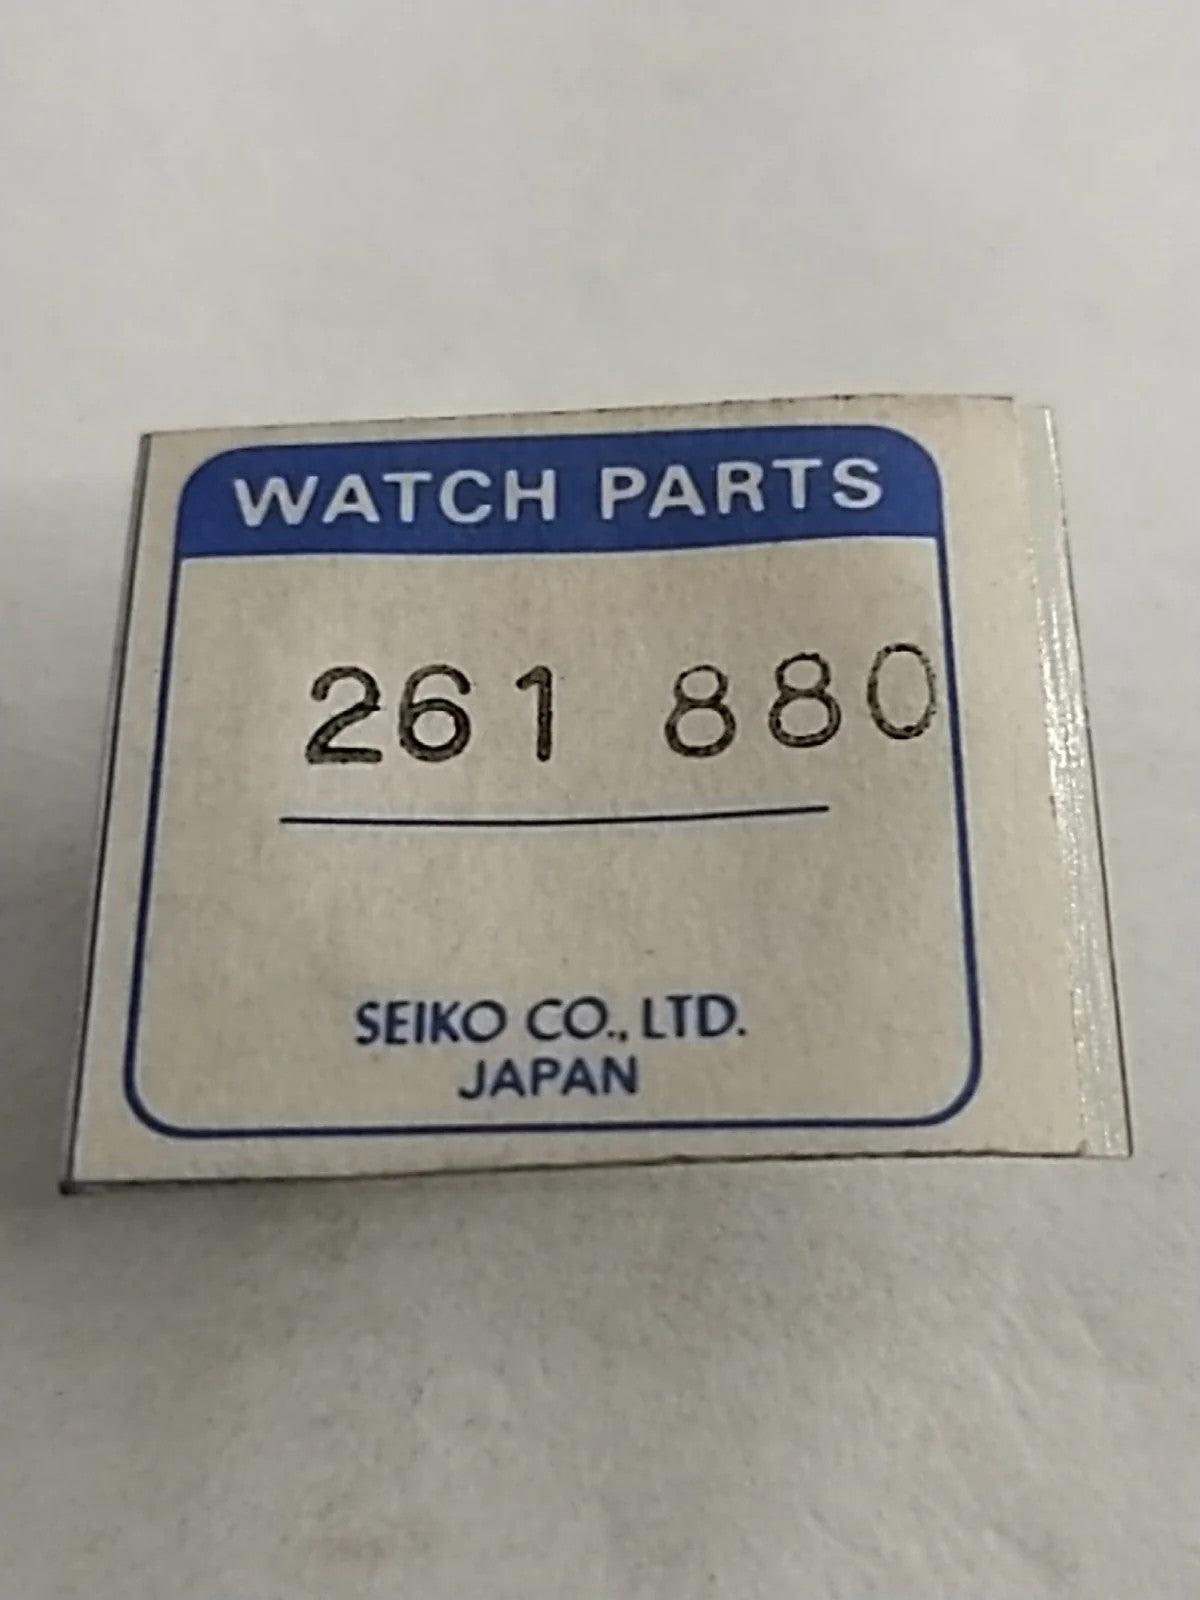 WATCH PARTS
261 880
SEIKO CO., LTD.
JAPAN